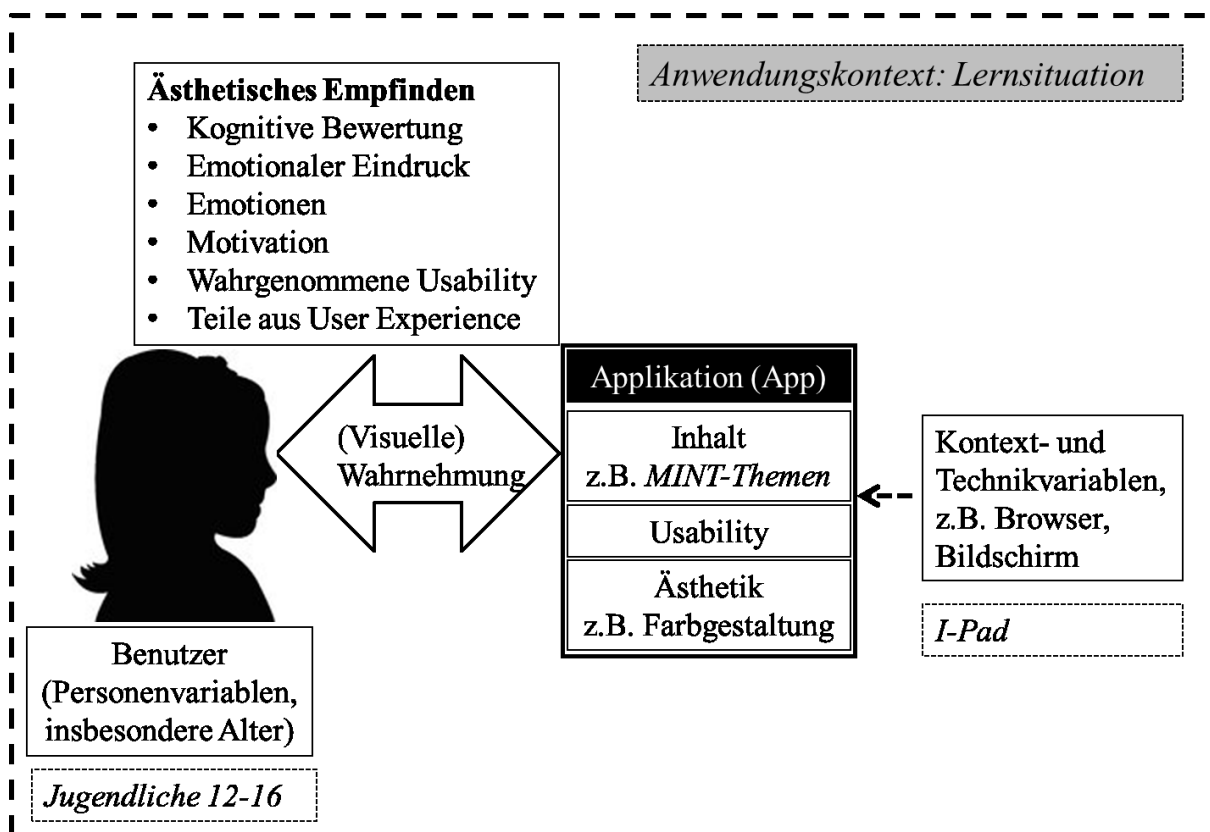 Anwendungskontext: Lernsituation
Ästhetisches Empfinden
• Kognitive Bewertung
• Emotionaler Eindruck
• Emotionen
• Motivation
• Wahrgenommene Usability
• Teile aus User Experience
(Visuelle)
Wahrnehmung
Applikation (App)
Inhalt
z.B. MINT-Themen
Usability
Ästhetik
z.B. Farbgestaltung
Kontext- und
Technikvariablen,
z.B. Browser,
Bildschirm
I-Pad
Benutzer
(Personenvariablen,
insbesondere Alter)
Jugendliche 12-16